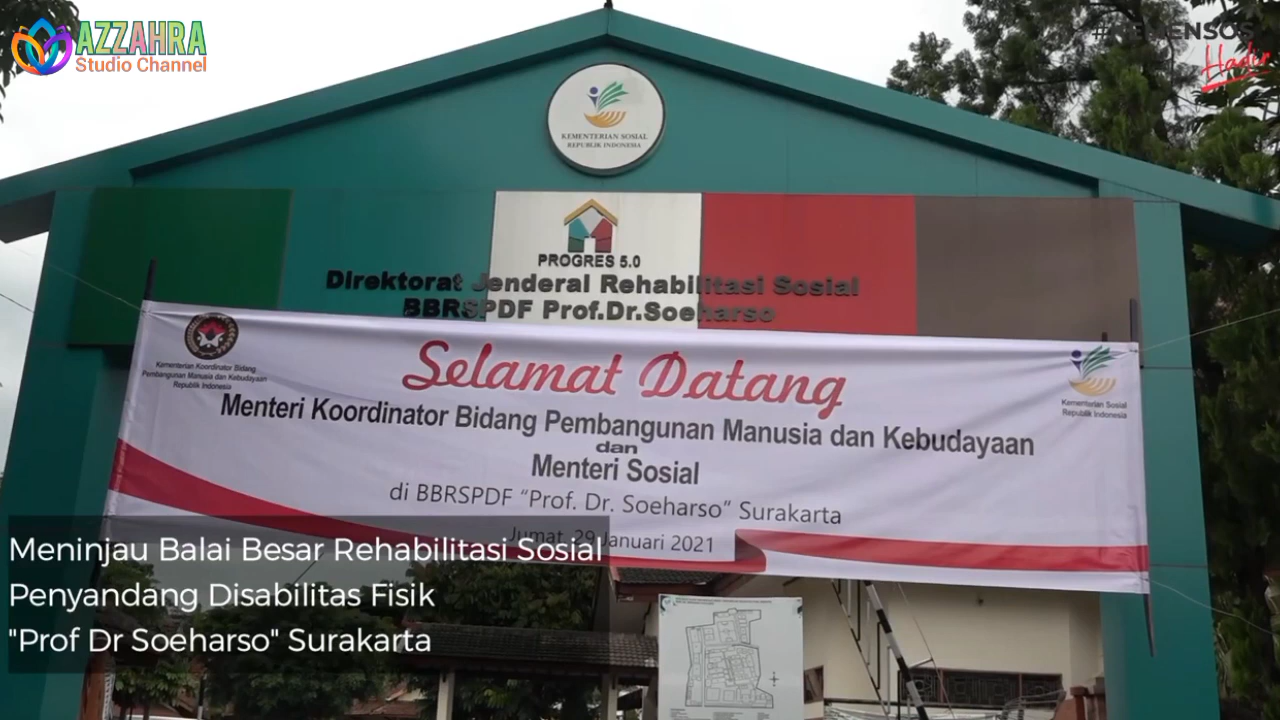 AZZAHRA
Studio Channel
Hadir
KEMENTERIAN SOSIAL
REPUBLIK INDONESIA
PROGRES 5.0
Direktorat Jenderal Rehabilitasi Sosial
BBRSPDF Prof.Dr.Soeharso
Kementerian Koordinator Bidang
Pembangunan Manusia dan Kebudayaan
Republik Indonesia
Kementerian Sosial
Republik Indonesia
Selamat Datang
Menteri Koordinator Bidang Pembangunan Manusia dan Kebudayaan
dan
Menteri Sosial
di BBRSPDF “Prof. Dr. Soeharso” Surakarta
Jumat, 29 Januari 2021
Meninjau Balai Besar Rehabilitasi Sosial
Penyandang Disabilitas Fisik
"Prof Dr Soeharso" Surakarta